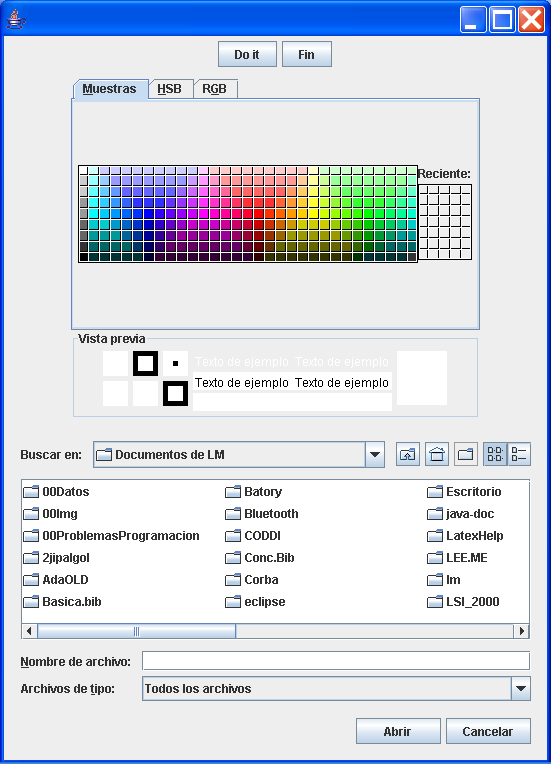 Do it Fin
Muestras HSB RGB
Reciente:
Vista previa
Texto de ejemplo Texto de ejemplo
Texto de ejemplo Texto de ejemplo
Buscar en: Documentos de LM
00Datos Batory Escritorio
00Img Bluetooth java-doc
00ProblemasProgramacion CODDI LatexHelp
2jipalgol Conc.Bib LEE.ME
AdaOLD Corba lm
Basica.bib eclipse LSI_2000
Nombre de archivo:
Archivos de tipo: Todos los archivos
Abrir Cancelar